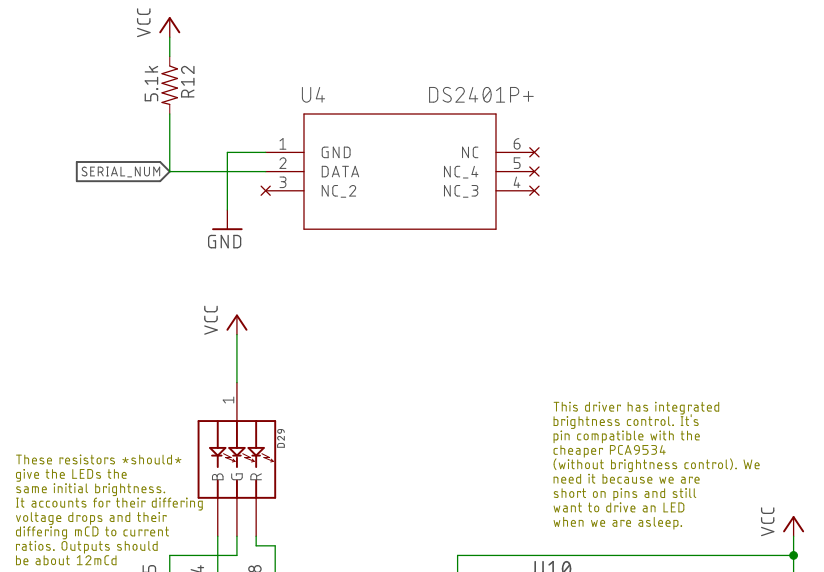 VCC
5.1k
R12
U4
DS2401P+
SERIAL_NUM
1
GND
2
DATA
3
NC_2
NC
6
NC_4
5
NC_3
4
GND
VCC
1
D29
B
G
R
These resistors *should*
give the LEDs the
same initial brightness.
It accounts for their differing
voltage drops and their
differing mCD to current
ratios. Outputs should
be about 12mCd
This driver has integrated
brightness control. It's
pin compatible with the
cheaper PCA9534
(without brightness control). We
need it because we are
short on pins and still
want to drive an LED
when we are asleep.
VCC
U10